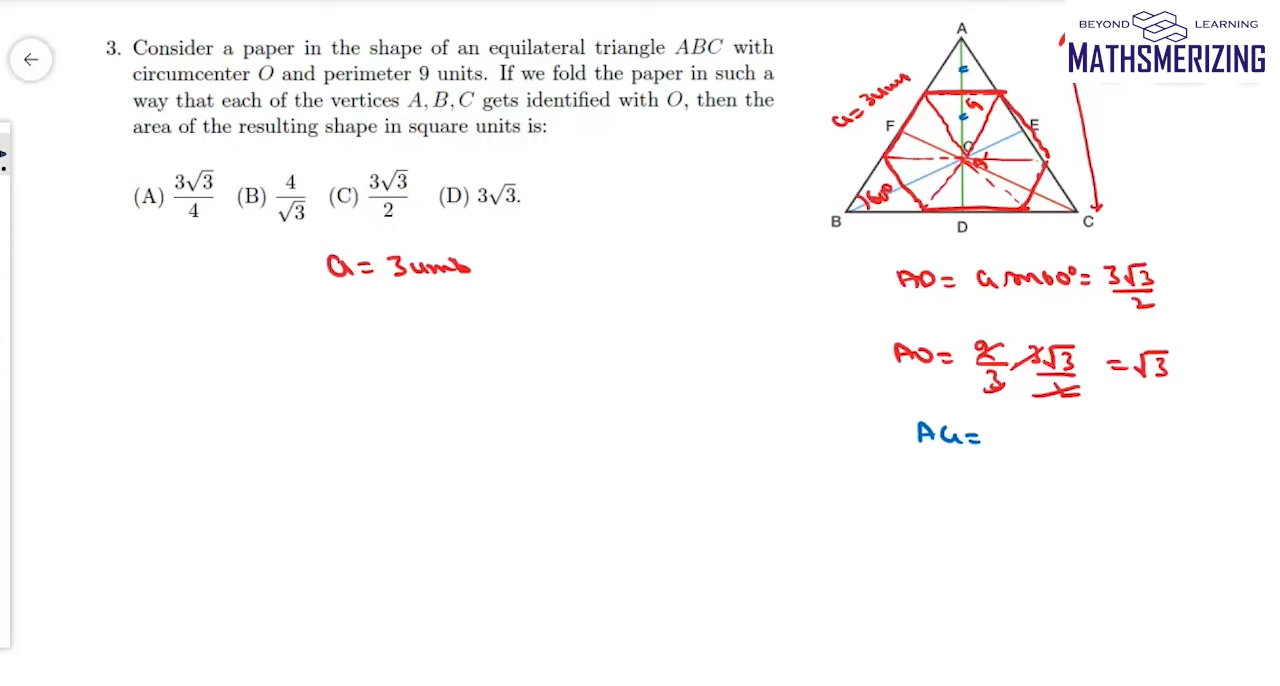 BEYOND LEARNING
MATHSMERIZING
3. Consider a paper in the shape of an equilateral triangle ABC with
circumcenter O and perimeter 9 units. If we fold the paper in such a
way that each of the vertices A, B, C gets identified with O, then the
area of the resulting shape in square units is:
(A) 3√3/4 (B) 4/√3 (C) 3√3/2 (D) 3√3.
a = 3 units
A
a = 3 units
F
E
G
O
60
B
D
C
AD = a sin60° = 3√3/2
AO = 2/3 × 3√3/2 = √3
AG =